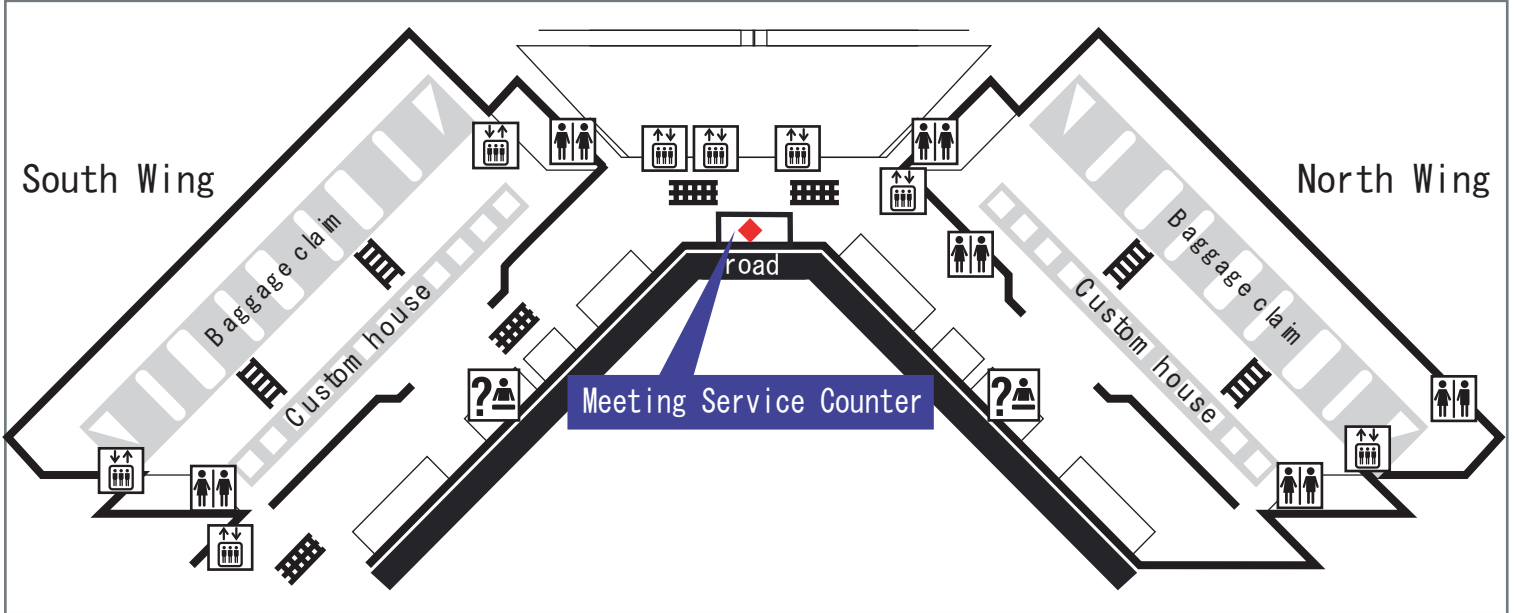 South Wing
North Wing
Baggage claim
Baggage claim
road
Custom house
Custom house
?
?
Meeting Service Counter